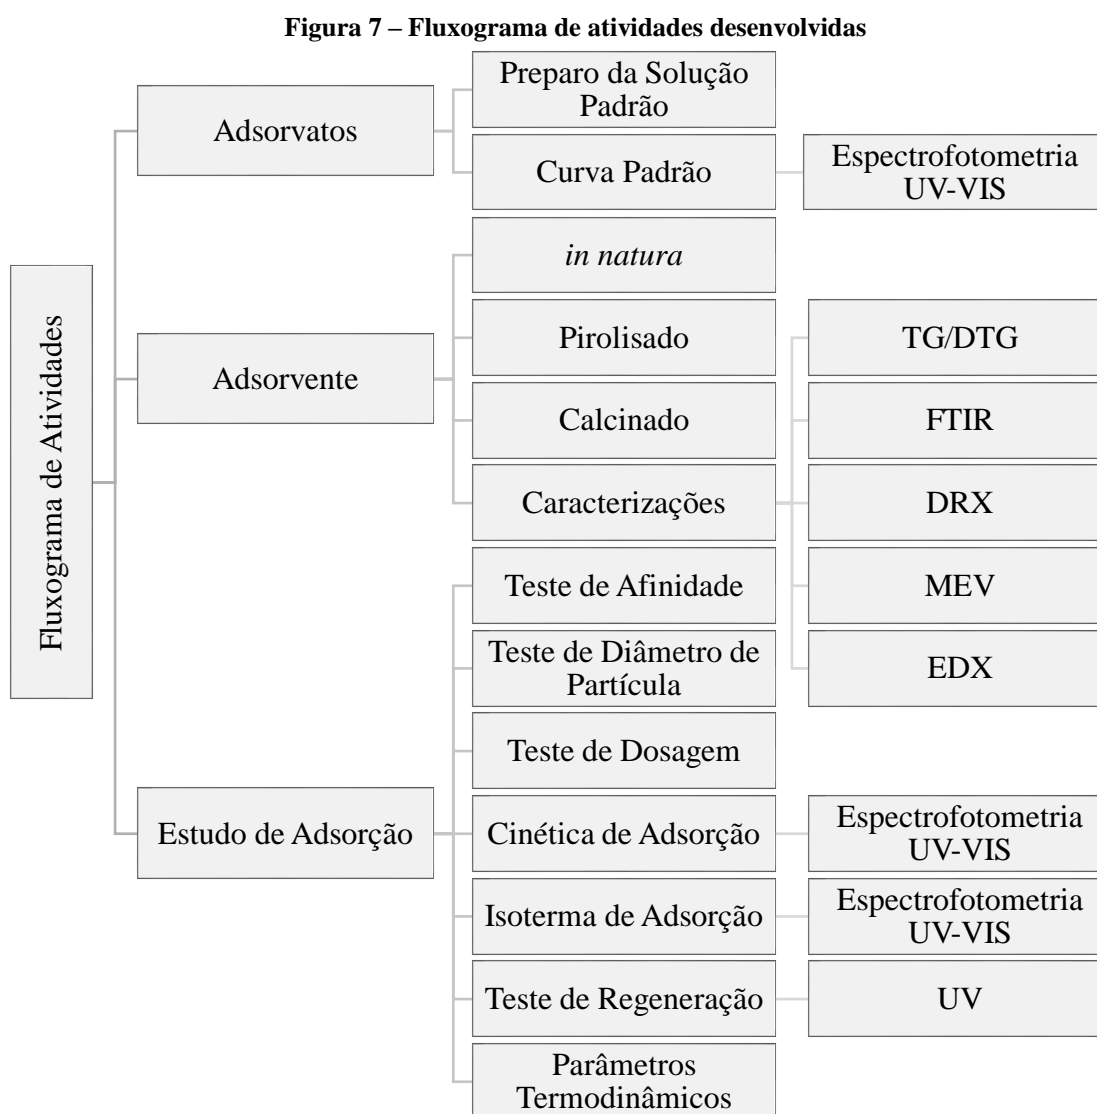 Figura 7 – Fluxograma de atividades desenvolvidas
Fluxograma de Atividades
Adsorvatos
Preparo da Solução
Padrão
Curva Padrão
Espectrofotometria
UV-VIS
Adsorvente
in natura
Pirolisado
Calcinado
Caracterizações
TG/DTG
FTIR
DRX
MEV
EDX
Estudo de Adsorção
Teste de Afinidade
Teste de Diâmetro de
Partícula
Teste de Dosagem
Cinética de Adsorção
Espectrofotometria
UV-VIS
Isoterma de Adsorção
Espectrofotometria
UV-VIS
Teste de Regeneração
UV
Parâmetros
Termodinâmicos